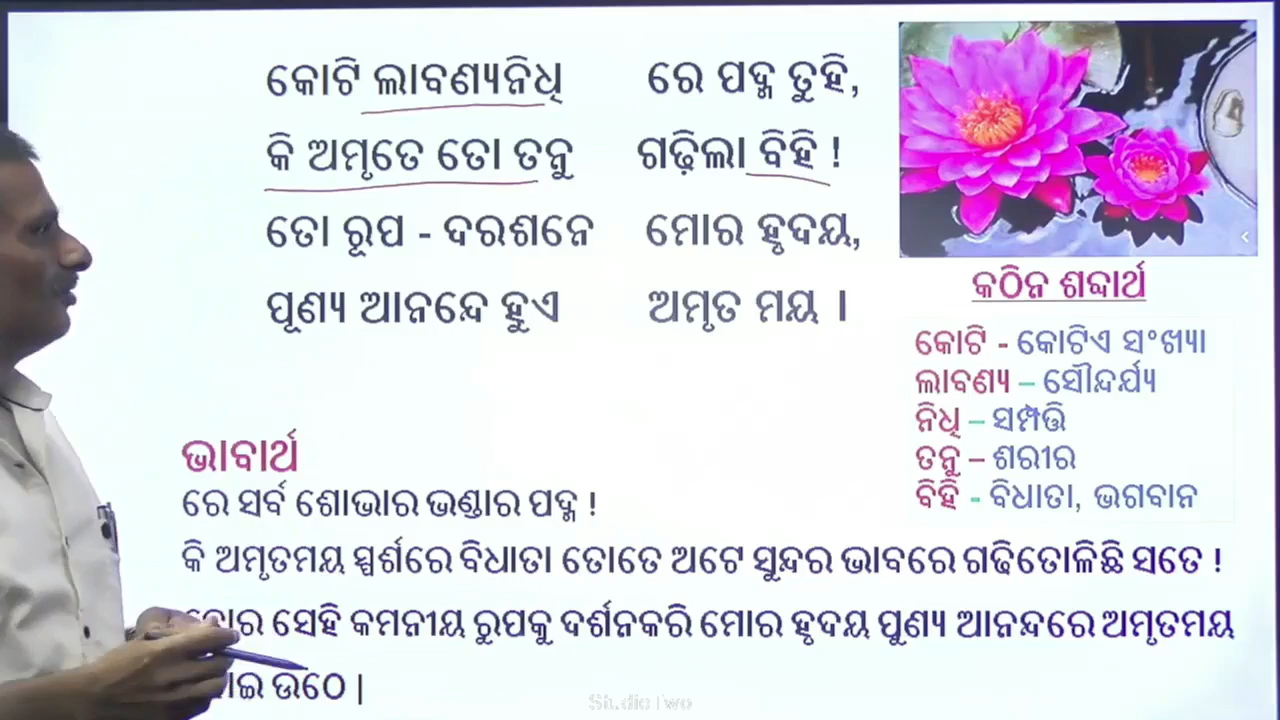 କୋଟି ଲାବଣ୍ୟନିଧି ରେ ପଦ୍ମ ତୁହି,
କି ଅମୃତେ ତୋ ତନୁ ଗଢ଼ିଲା ବିହି !
ତୋ ରୂପ - ଦରଶନେ ମୋର ହୃଦୟ,
ପୂଣ୍ୟ ଆନନ୍ଦେ ହୁଏ ଅମୃତ ମୟ ।
କଠିନ ଶବ୍ଦାର୍ଥ
କୋଟି - କୋଟିଏ ସଂଖ୍ୟା
ଲାବଣ୍ୟ – ସୌନ୍ଦର୍ଯ୍ୟ
ନିଧି – ସମ୍ପତ୍ତି
ତନୁ – ଶରୀର
ବିହି - ବିଧାତା, ଭଗବାନ
ଭାବାର୍ଥ
ରେ ସର୍ବ ଶୋଭାର ଭଣ୍ଡାର ପଦ୍ମ !
କି ଅମୃତମୟ ସ୍ପର୍ଶରେ ବିଧାତା ତୋତେ ଅଟେ ସୁନ୍ଦର ଭାବରେ ଗଢିତୋଳିଛି ସତେ !
ସେହି କମନୀୟ ରୁପକୁ ଦର୍ଶନକରି ମୋର ହୃଦୟ ପୁଣ୍ୟ ଆନନ୍ଦରେ ଅମୃତମୟ
ଉଠେ |